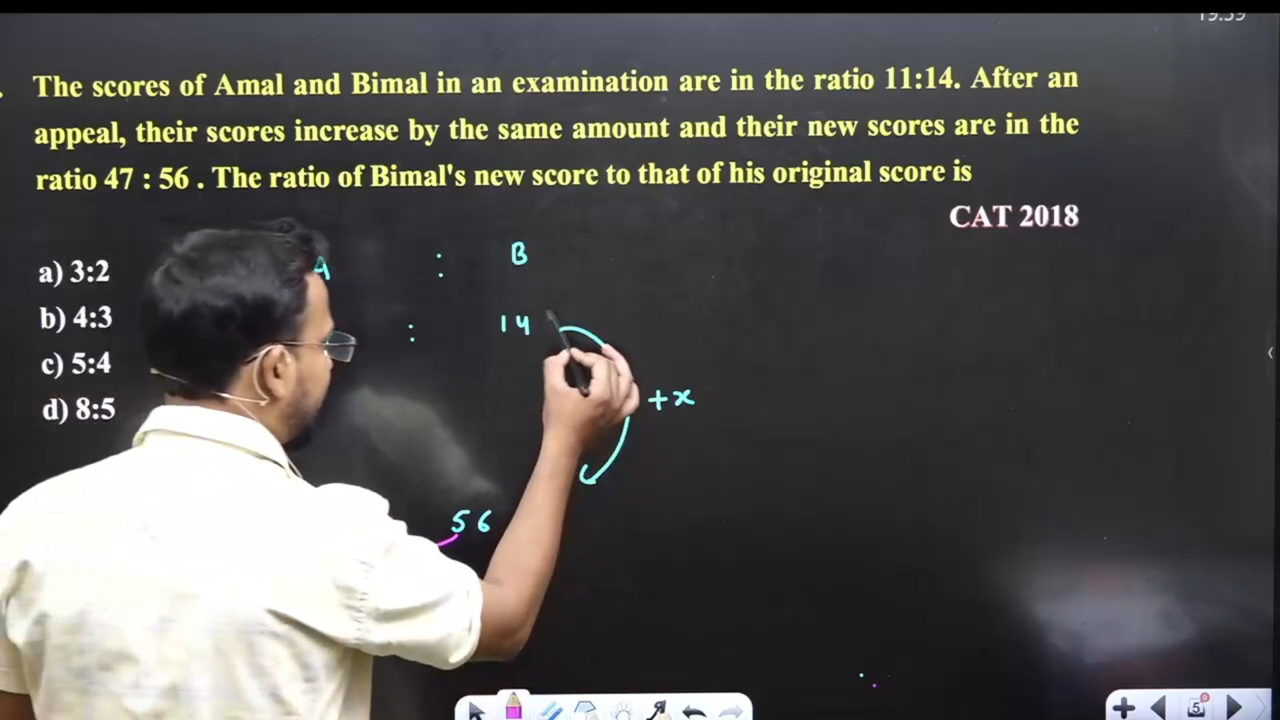 The scores of Amal and Bimal in an examination are in the ratio 11:14. After an
appeal, their scores increase by the same amount and their new scores are in the
ratio 47 : 56 . The ratio of Bimal's new score to that of his original score is
CAT 2018
a) 3:2
b) 4:3
c) 5:4
d) 8:5
A : B
: 14
+x
56
5